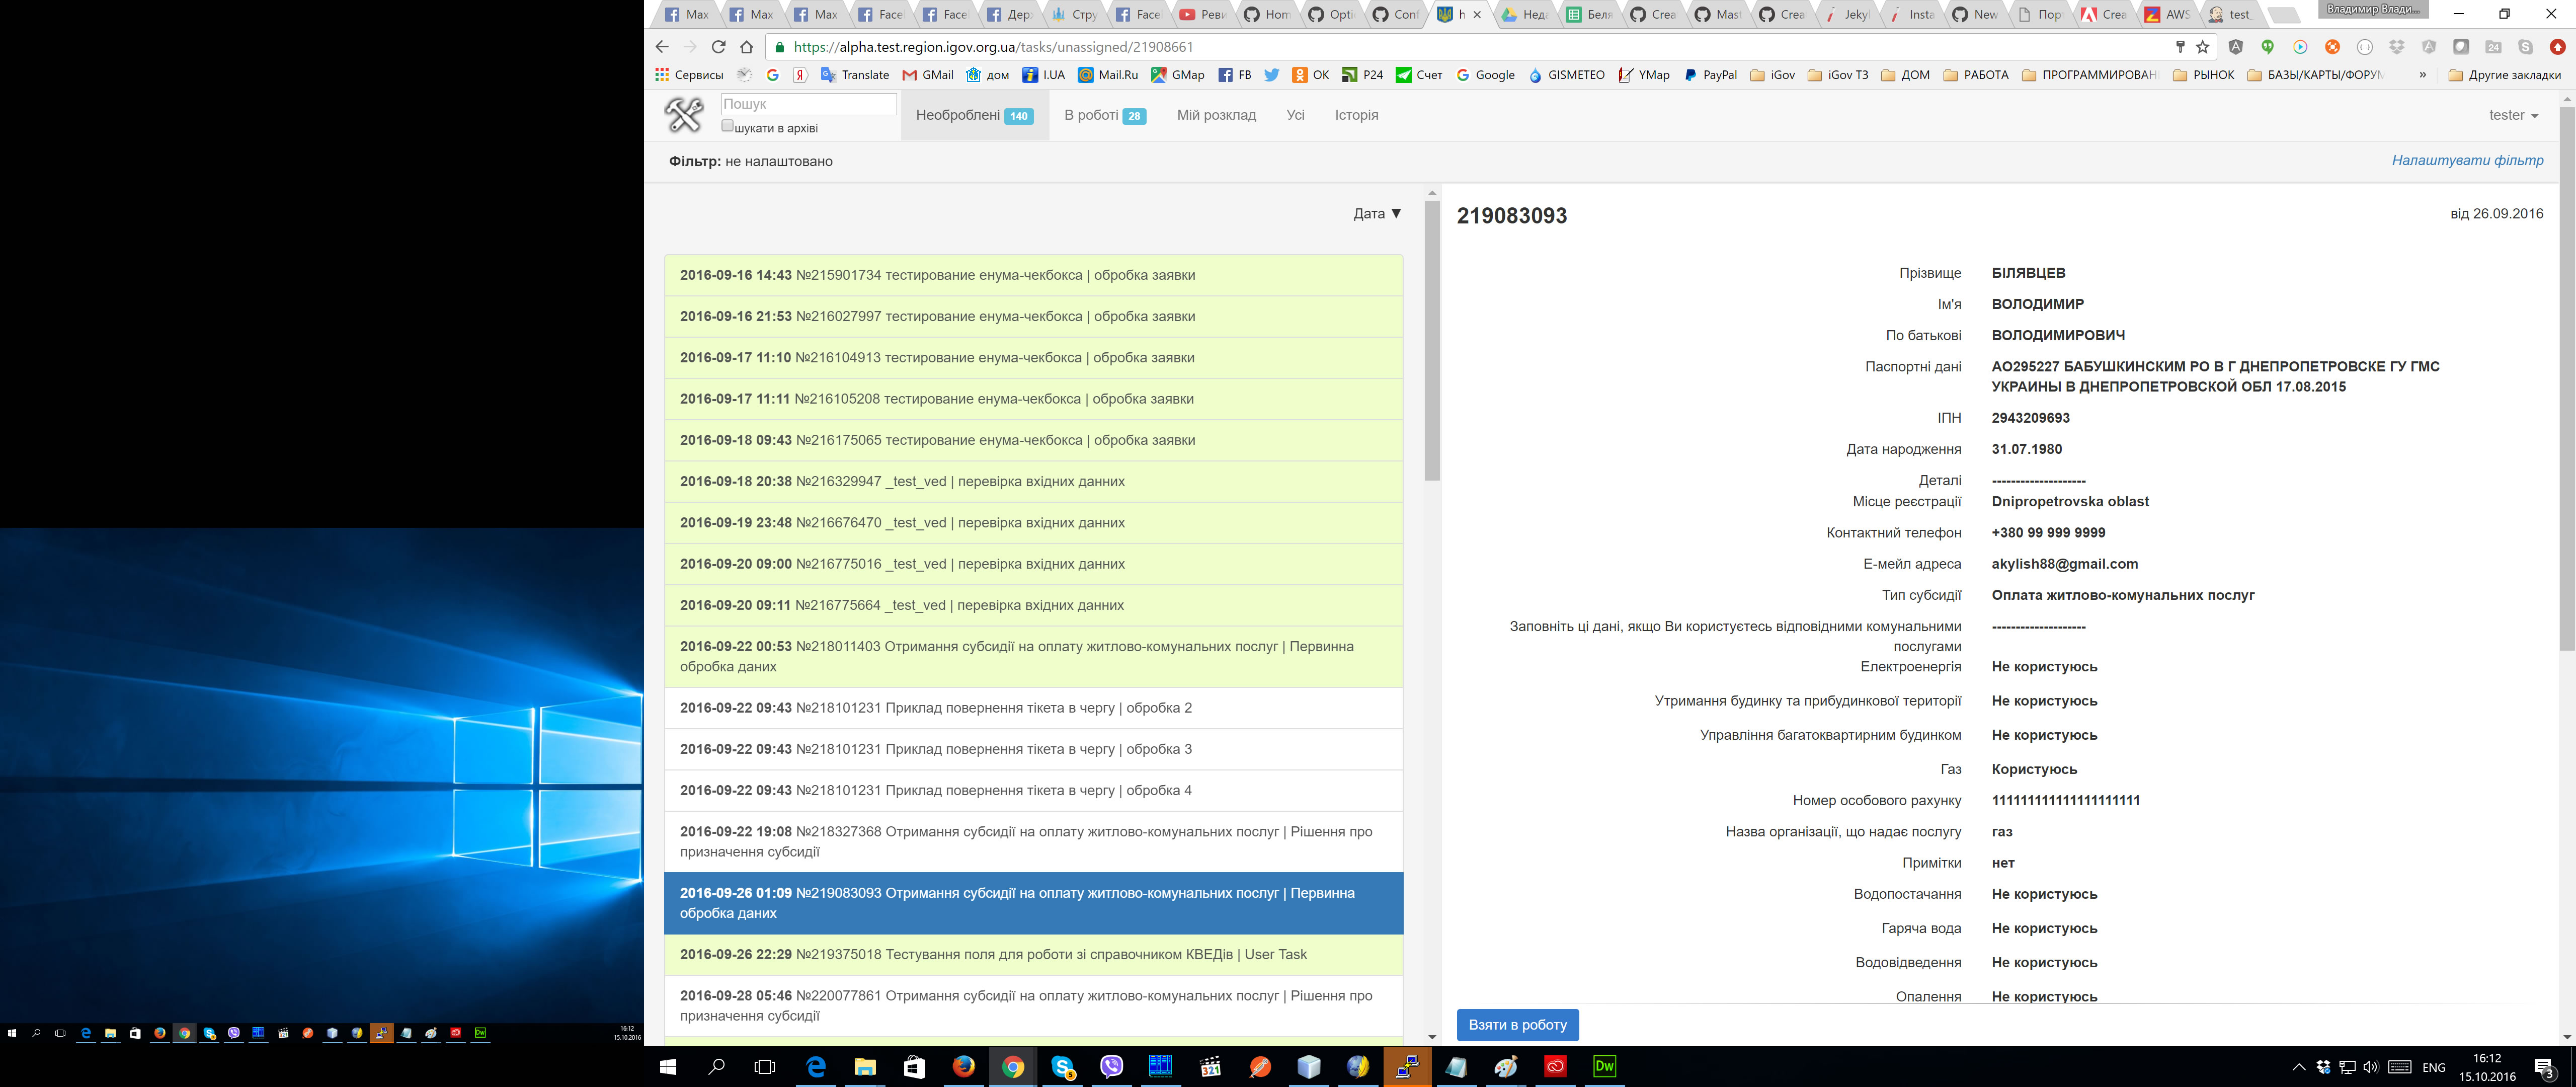 Max
Max
Max
Face
Face
Дер
Стру
Face
Реви
Hom
Opti
Conf
h
Неда
Беля
Crea
Mast
Crea
Jekyl
Insta
New
Порт
Crea
AWS
test_
Владимир Влади...
https://alpha.test.region.igov.org.ua/tasks/unassigned/21908661
Сервисы Translate GMail дом I.UA Mail.Ru GMap FB ОК P24 Счет Google GISMETEO YMap PayPal iGov iGov ТЗ ДОМ РАБОТА ПРОГРАММИРОВАН РЫНОК БАЗЫ/КАРТЫ/ФОРУМ » Другие закладки
Пошук
шукати в архіві
Необроблені 140 В роботі 28 Мій розклад Усі Історія tester
Фільтр: не налаштовано Налаштувати фільтр
Дата ▼
2016-09-16 14:43 №215901734 тестирование енума-чекбокса | обробка заявки
2016-09-16 21:53 №216027997 тестирование енума-чекбокса | обробка заявки
2016-09-17 11:10 №216104913 тестирование енума-чекбокса | обробка заявки
2016-09-17 11:11 №216105208 тестирование енума-чекбокса | обробка заявки
2016-09-18 09:43 №216175065 тестирование енума-чекбокса | обробка заявки
2016-09-18 20:38 №216329947 _test_ved | перевірка вхідних данних
2016-09-19 23:48 №216676470 _test_ved | перевірка вхідних данних
2016-09-20 09:00 №216775016 _test_ved | перевірка вхідних данних
2016-09-20 09:11 №216775664 _test_ved | перевірка вхідних данних
2016-09-22 00:53 №218011403 Отримання субсидії на оплату житлово-комунальних послуг | Первинна
обробка даних
2016-09-22 09:43 №218101231 Приклад повернення тікета в чергу | обробка 2
2016-09-22 09:43 №218101231 Приклад повернення тікета в чергу | обробка 3
2016-09-22 09:43 №218101231 Приклад повернення тікета в чергу | обробка 4
2016-09-22 19:08 №218327368 Отримання субсидії на оплату житлово-комунальних послуг | Рішення про
призначення субсидії
2016-09-26 01:09 №219083093 Отримання субсидії на оплату житлово-комунальних послуг | Первинна
обробка даних
2016-09-26 22:29 №219375018 Тестування поля для роботи зі справочником КВЕДів | User Task
2016-09-28 05:46 №220077861 Отримання субсидії на оплату житлово-комунальних послуг | Рішення про
призначення субсидії
219083093 від 26.09.2016
Прізвище БІЛЯВЦЕВ
Ім'я ВОЛОДИМИР
По батькові ВОЛОДИМИРОВИЧ
Паспортні дані АО295227 БАБУШКИНСКИМ РО В Г ДНЕПРОПЕТРОВСКЕ ГУ ГМС
УКРАИНЫ В ДНЕПРОПЕТРОВСКОЙ ОБЛ 17.08.2015
ІПН 2943209693
Дата народження 31.07.1980
Деталі --------------------
Місце реєстрації Dnipropetrovska oblast
Контактний телефон +380 99 999 9999
Е-мейл адреса akylish88@gmail.com
Тип субсидії Оплата житлово-комунальних послуг
Заповніть ці дані, якщо Ви користуєтесь відповідними комунальними --------------------
послугами
Електроенергія Не користуюсь
Утримання будинку та прибудинкової території Не користуюсь
Управління багатоквартирним будинком Не користуюсь
Газ Користуюсь
Номер особового рахунку 11111111111111111111
Назва організації, що надає послугу газ
Примітки нет
Водопостачання Не користуюсь
Гаряча вода Не користуюсь
Водовідведення Не користуюсь
Опалення Не користуюсь
Взяти в роботу
16:12
15.10.2016
321
5
Dw
ENG
16:12
15.10.2016
3